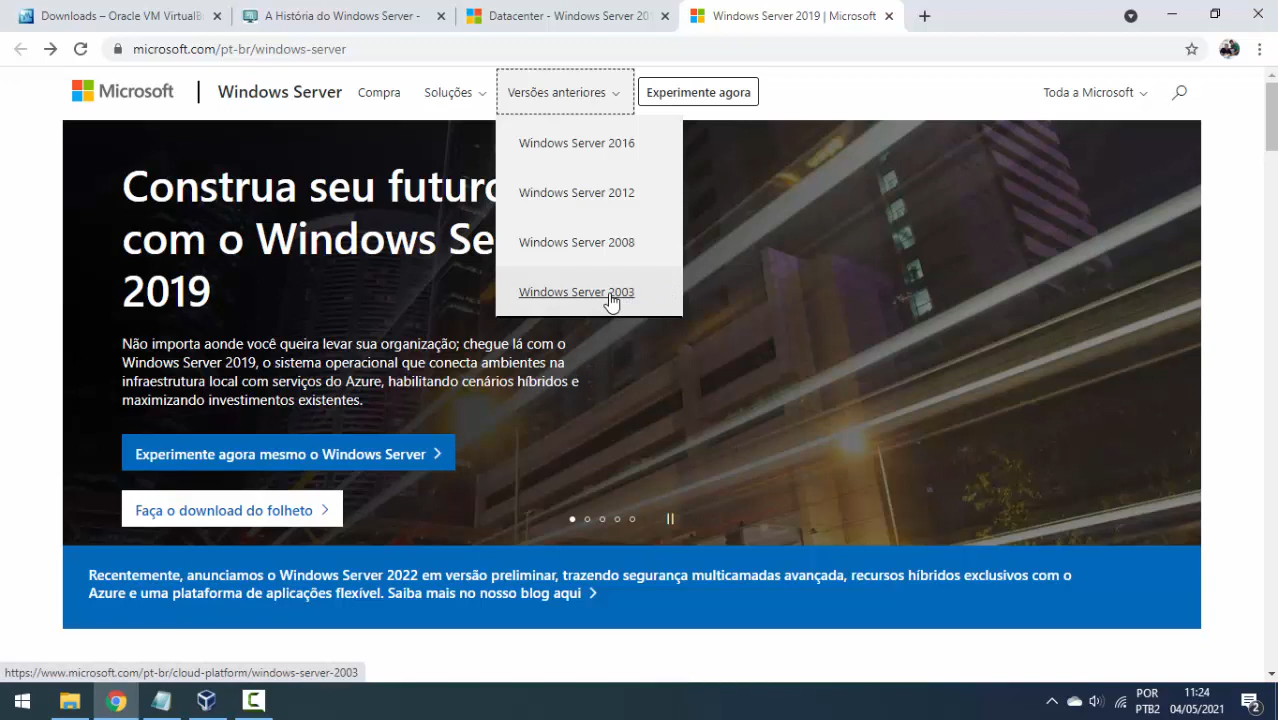 Downloads – Oracle VM VirtualB
A História do Windows Server -
Datacenter - Windows Server 201
Windows Server 2019 | Microsoft
microsoft.com/pt-br/windows-server
Microsoft
Windows Server
Compra
Soluções
Versões anteriores
Experimente agora
Toda a Microsoft
Windows Server 2016
Windows Server 2012
Windows Server 2008
Windows Server 2003
Construa seu futuro
com o Windows Se
2019
Não importa aonde você queira levar sua organização; chegue lá com o
Windows Server 2019, o sistema operacional que conecta ambientes na
infraestrutura local com serviços do Azure, habilitando cenários híbridos e
maximizando investimentos existentes.
Experimente agora mesmo o Windows Server
Faça o download do folheto
Recentemente, anunciamos o Windows Server 2022 em versão preliminar, trazendo segurança multicamadas avançada, recursos híbridos exclusivos com o
Azure e uma plataforma de aplicações flexível. Saiba mais no nosso blog aqui
https://www.microsoft.com/pt-br/cloud-platform/windows-server-2003
POR
PTB2
11:24
04/05/2021
2